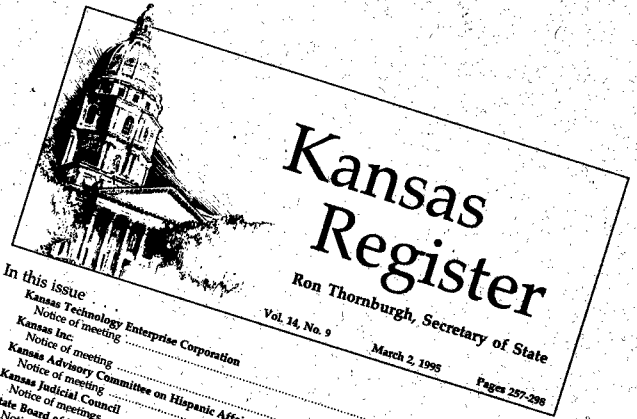 Kansas
Register
Ron Thornburgh, Secretary of State
Vol. 14, No. 9 March 2, 1995 Pages 257-298
In this issue
Kansas Technology Enterprise Corporation
Notice of meeting
Kansas Inc.
Notice of meeting
Kansas Advisory Committee on Hispanic
Notice of meeting
Kansas Judicial Council
Notice of meetings
Board of